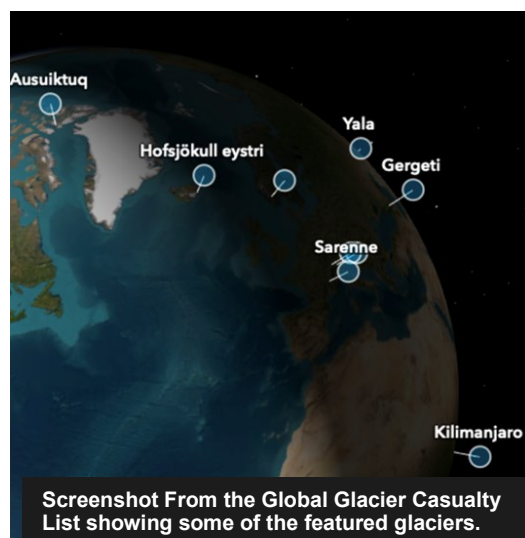 Ausuiktuq
Yala
Hofsjökull eystri
Gergeti
Sarenne
Kilimanjaro
Screenshot From the Global Glacier Casualty
List showing some of the featured glaciers.